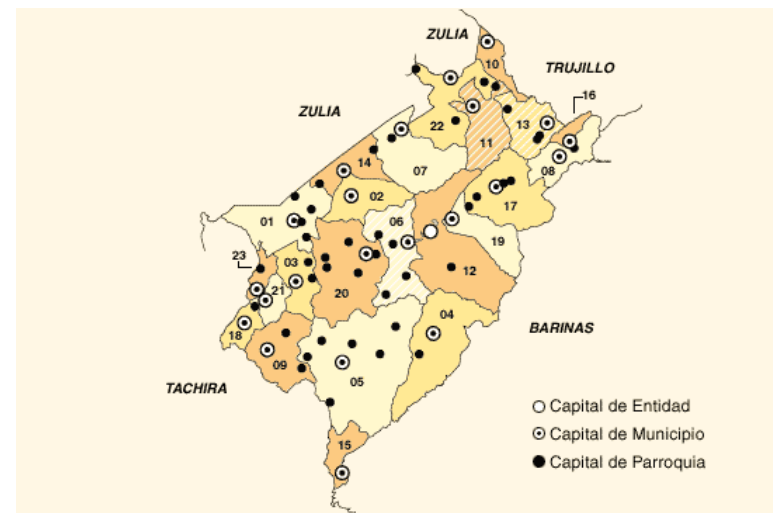 ZULIA
10
TRUJILLO
16
ZULIA
22
13
11
14
07
08
02
17
01
06
19
23
03
12
21
20
04
18
BARINAS
09
05
TACHIRA
Capital de Entidad
15
Capital de Municipio
Capital de Parroquia